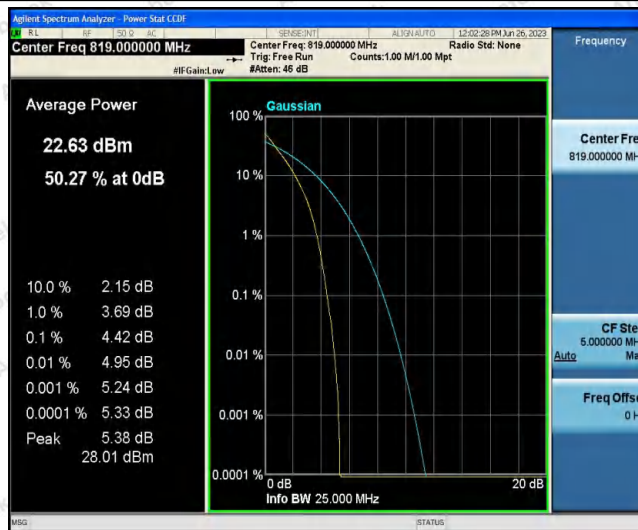 Agilent Spectrum Analyzer - Power Stat CCDF
RL RF 50 Ω AC SENSE:INT ALIGN AUTO 12:02:28 PM Jun 26, 2023
Center Freq 819.000000 MHz
Center Freq: 819.000000 MHz Radio Std: None
Trig: Free Run Counts:1.00 M/1.00 Mpt
#IFGain:Low #Atten: 46 dB
Frequency
Average Power
22.63 dBm
50.27 % at 0dB
10.0 % 2.15 dB
1.0 % 3.69 dB
0.1 % 4.42 dB
0.01 % 4.95 dB
0.001 % 5.24 dB
0.0001 % 5.33 dB
Peak 5.38 dB
28.01 dBm
Gaussian
100 %
10 %
1 %
0.1 %
0.01 %
0.001 %
0.0001 %
0 dB 20 dB
Info BW 25.000 MHz
Center Fre
819.000000 MH
CF Ste
5.000000 MH
Auto Ma
Freq Offse
0 H
MSG STATUS